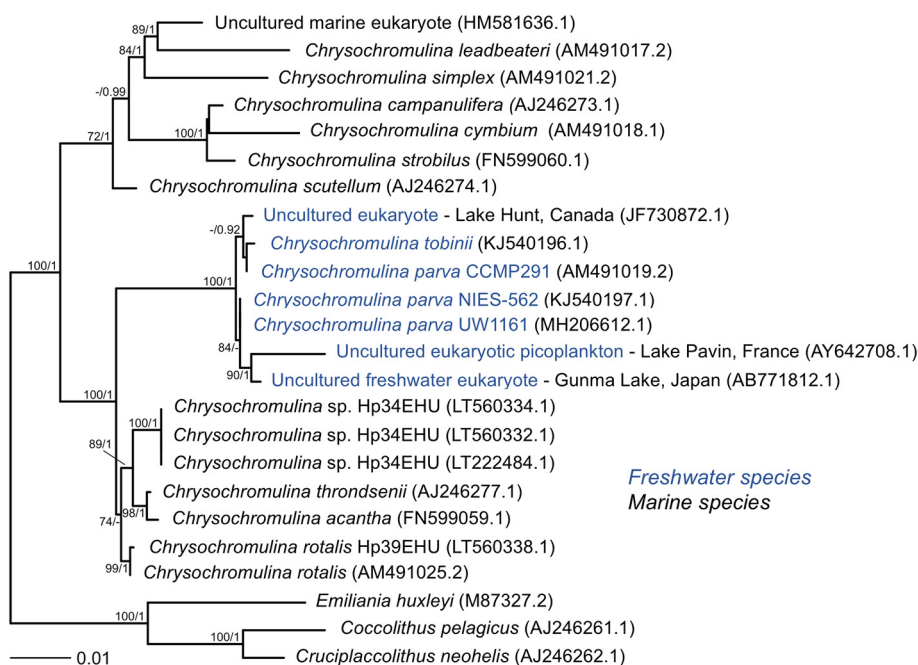 Uncultured marine eukaryote (HM581636.1)
89/1
Chrysochromulina leadbeateri (AM491017.2)
84/1
Chrysochromulina simplex (AM491021.2)
-/0.99
Chrysochromulina campanulifera (AJ246273.1)
100/1
Chrysochromulina cymbium (AM491018.1)
72/1
Chrysochromulina strobilus (FN599060.1)
Chrysochromulina scutellum (AJ246274.1)
Uncultured eukaryote - Lake Hunt, Canada (JF730872.1)
-/0.92
Chrysochromulina tobinii (KJ540196.1)
100/1
Chrysochromulina parva CCMP291 (AM491019.2)
100/1
Chrysochromulina parva NIES-562 (KJ540197.1)
Chrysochromulina parva UW1161 (MH206612.1)
84/-
Uncultured eukaryotic picoplankton - Lake Pavin, France (AY642708.1)
90/1
Uncultured freshwater eukaryote - Gunma Lake, Japan (AB771812.1)
100/1
Chrysochromulina sp. Hp34EHU (LT560334.1)
100/1
Chrysochromulina sp. Hp34EHU (LT560332.1)
89/1
Chrysochromulina sp. Hp34EHU (LT222484.1)
Freshwater species
Chrysochromulina throndsenii (AJ246277.1)
Marine species
98/1
Chrysochromulina acantha (FN599059.1)
74/-
Chrysochromulina rotalis Hp39EHU (LT560338.1)
99/1
Chrysochromulina rotalis (AM491025.2)
Emiliania huxleyi (M87327.2)
100/1
Coccolithus pelagicus (AJ246261.1)
100/1
Cruciplaccolithus neohelis (AJ246262.1)
0.01